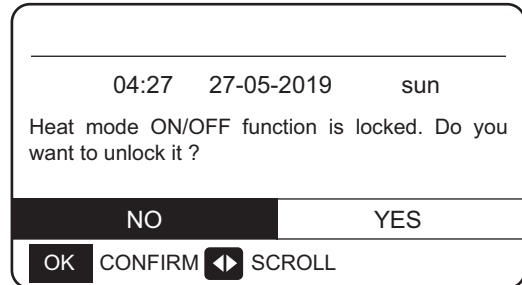 04:27 27-05-2019 sun
Heat mode ON/OFF function is locked. Do you
want to unlock it ?
NO YES
OK CONFIRM SCROLL